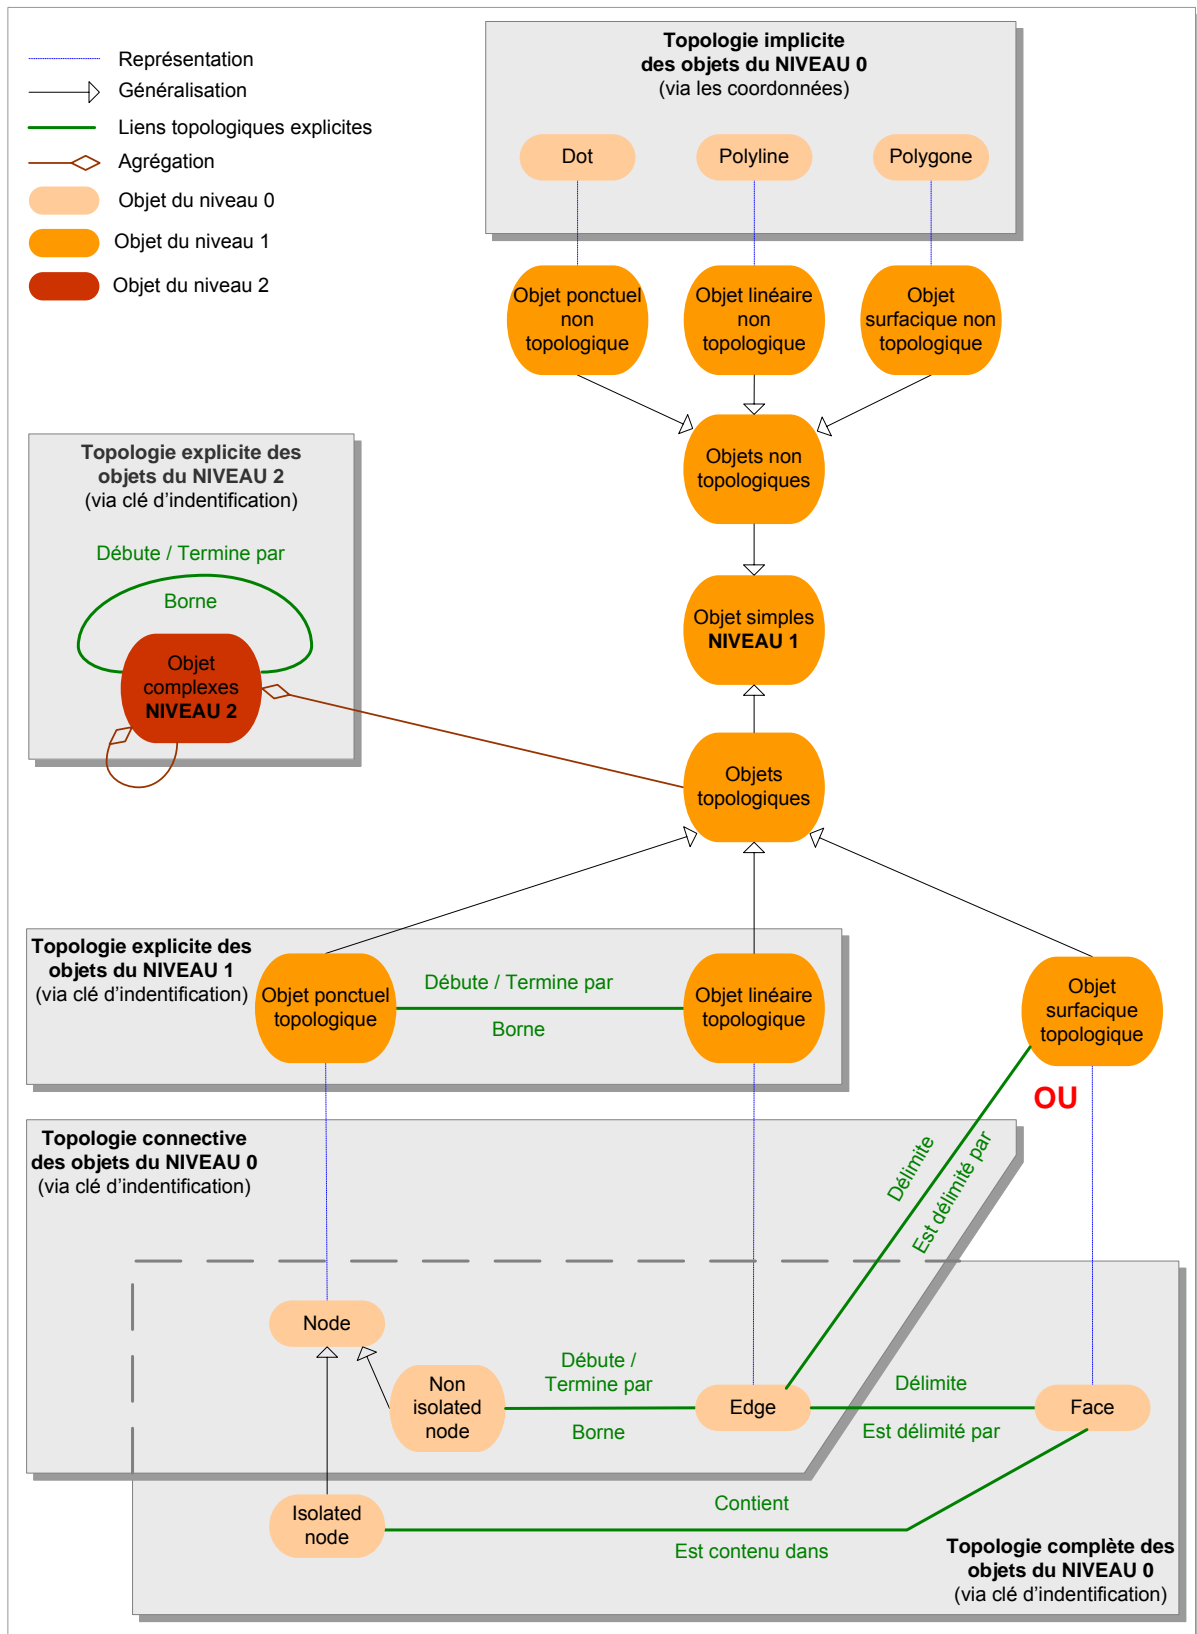 Représentation
Généralisation
Liens topologiques explicites
Agrégation
Objet du niveau 0
Objet du niveau 1
Objet du niveau 2
Topologie implicite
des objets du NIVEAU 0
(via les coordonnées)
Dot
Polyline
Polygone
Objet ponctuel
non
topologique
Objet linéaire
non
topologique
Objet
surfacique non
topologique
Objets non
topologiques
Topologie explicite des
objets du NIVEAU 2
(via clé d'indentification)
Débute / Termine par
Borne
Objet
complexes
NIVEAU 2
Objet simples
NIVEAU 1
Objets
topologiques
Topologie explicite des
objets du NIVEAU 1
(via clé d'indentification)
Objet ponctuel
topologique
Débute / Termine par
Borne
Objet linéaire
topologique
Objet
surfacique
topologique
OU
Topologie connective
des objets du NIVEAU 0
(via clé d'indentification)
Délimite
Est délimité par
Node
Non
isolated
node
Débute /
Termine par
Borne
Edge
Délimite
Est délimité par
Face
Isolated
node
Contient
Est contenu dans
Topologie complète des
objets du NIVEAU 0
(via clé d'indentification)